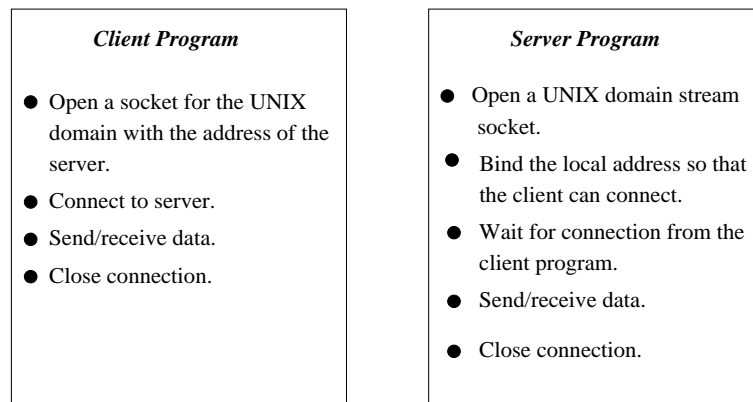 Client Program
● Open a socket for the UNIX
domain with the address of the
server.
● Connect to server.
● Send/receive data.
● Close connection.
Server Program
● Open a UNIX domain stream
socket.
● Bind the local address so that
the client can connect.
● Wait for connection from the
client program.
● Send/receive data.
● Close connection.